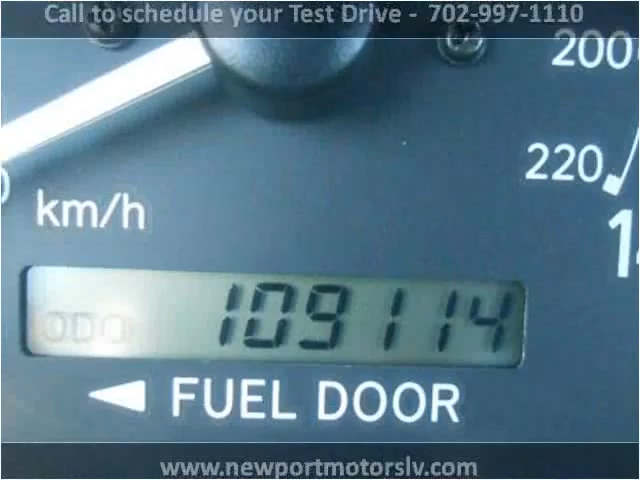 Call to schedule your Test Drive - 702-997-1110
200
220
km/h
ODO 109114
FUEL DOOR
www.newportmotorslv.com